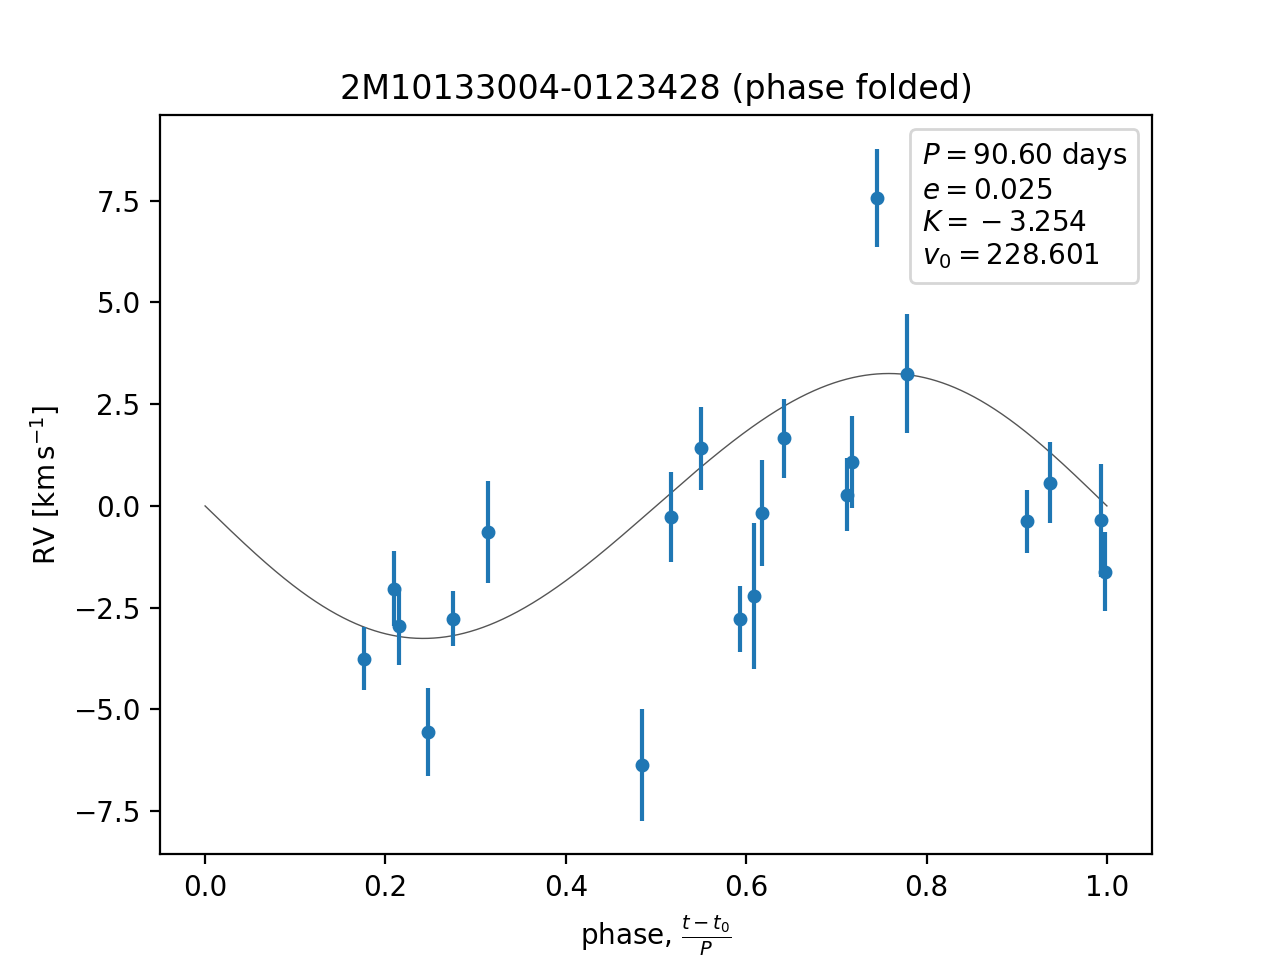 2M10133004-0123428 (phase folded)
P = 90.60 days
e = 0.025
K = −3.254
v₀ = 228.601
RV [km s⁻¹]
7.5
5.0
2.5
0.0
−2.5
−5.0
−7.5
0.0 0.2 0.4 0.6 0.8 1.0
phase, (t − t₀)/P